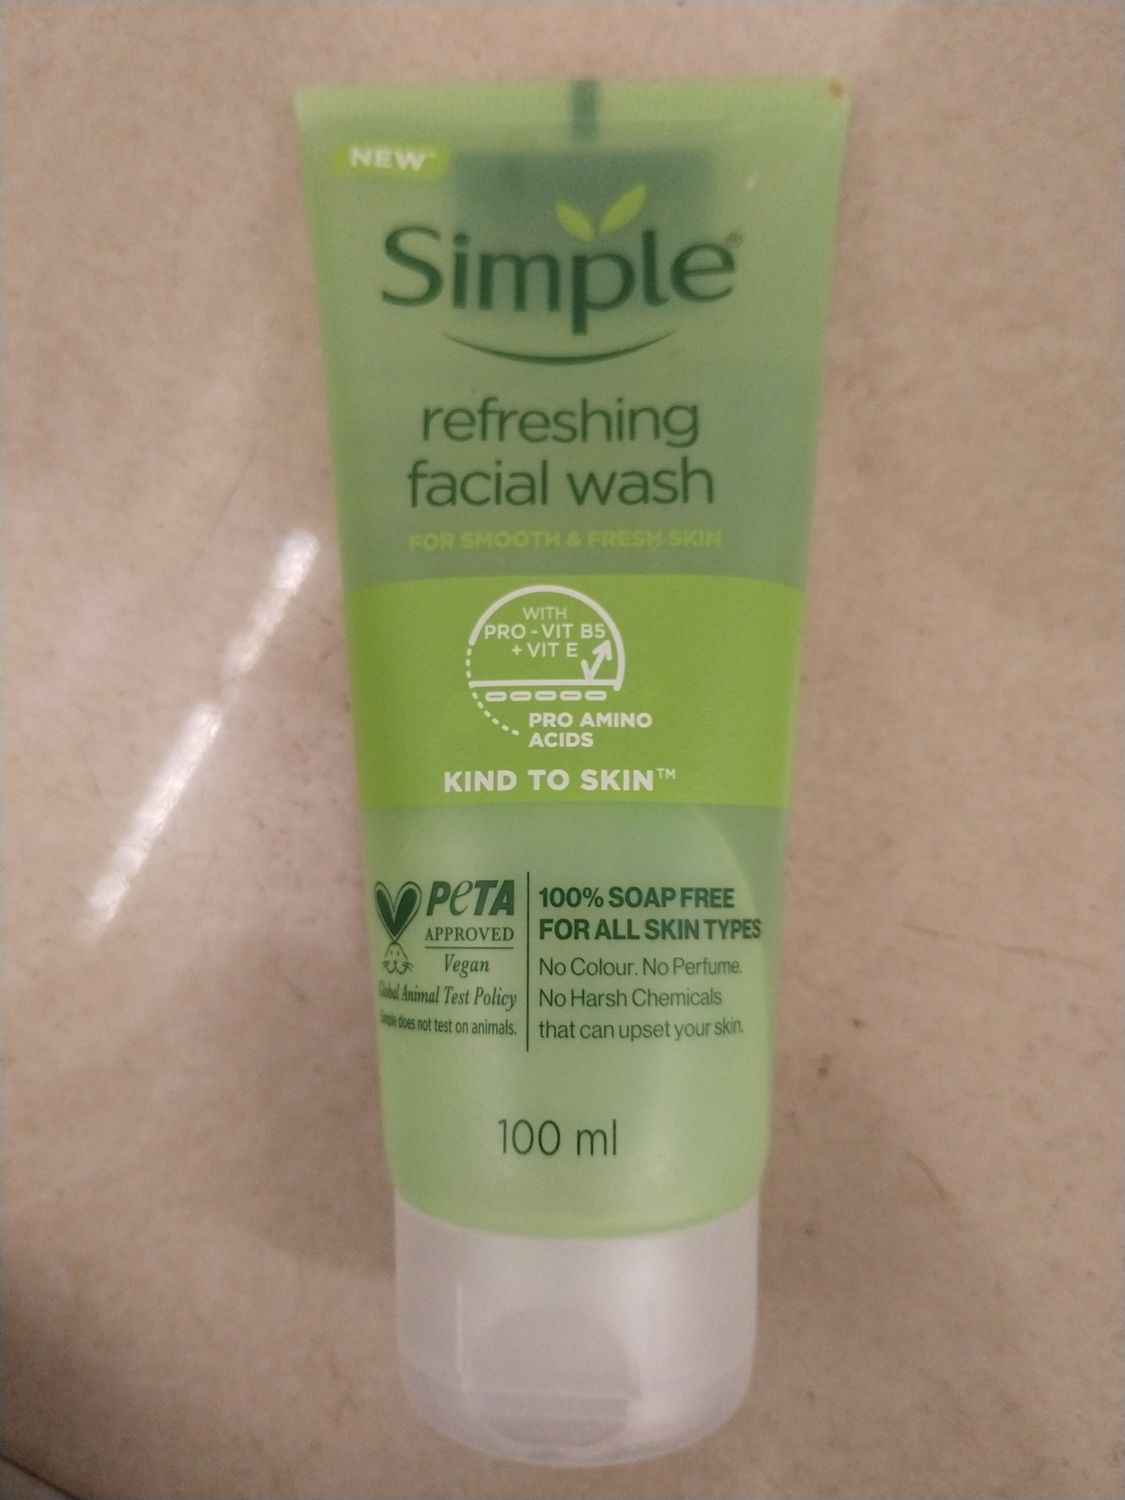 NEW^
Simple®
refreshing
facial wash
FOR SMOOTH & FRESH SKIN
WITH
PRO-VIT B5
+ VIT E
PRO AMINO
ACIDS
KIND TO SKIN™
PETA
APPROVED
Vegan
Global Animal Test Policy
Simple does not test on animals.
100% SOAP FREE
FOR ALL SKIN TYPES
No Colour. No Perfume.
No Harsh Chemicals
that can upset your skin.
100 ml